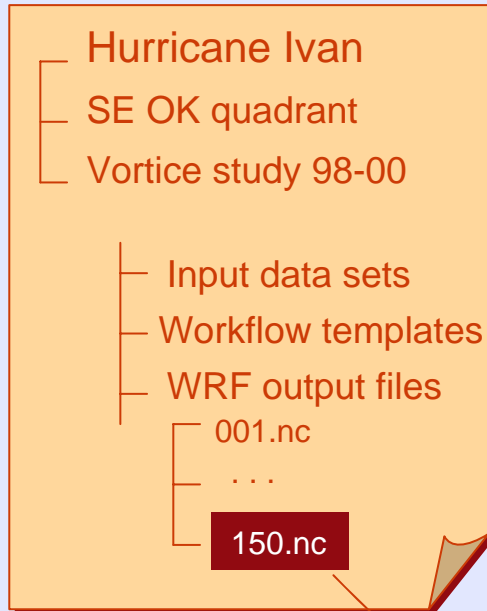 Hurricane Ivan
SE OK quadrant
Vortice study 98-00
Input data sets
Workflow templates
WRF output files
001.nc
. . .
150.nc